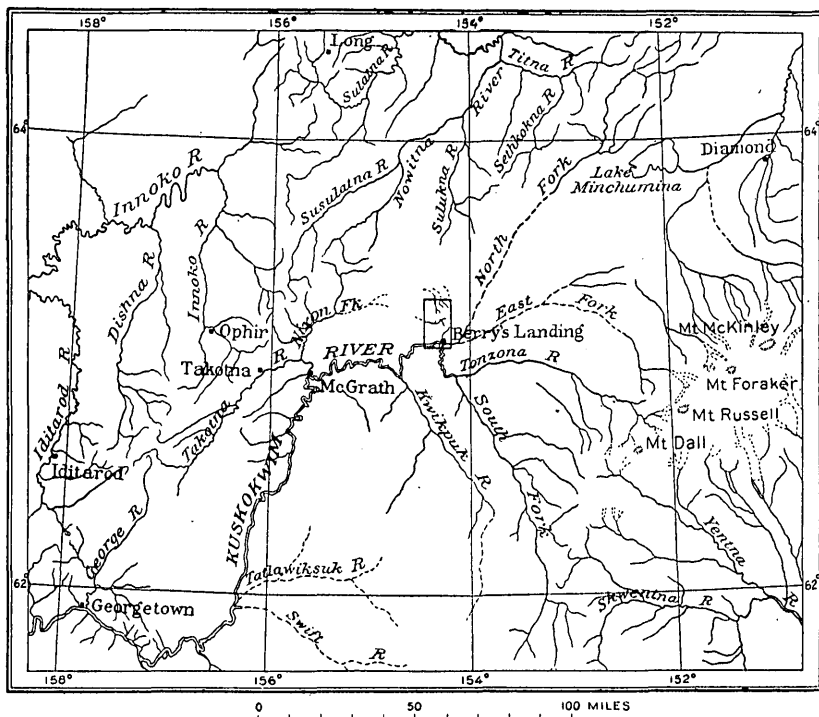 158° 156° 154° 152°
Long
Sulatna R
Titna R
Nowitna River
Sethkokna R
64° 64°
Diamond
Lake Minchumina
Innoko R
Susulatna R
Sulukna R
North Fork
Dishna R
Innoko R
Nixon Fk
East Fork
Ophir
Berry's Landing
Mt McKinley
Takotna
KUSKOKWIM RIVER
Tonzona R
McGrath
Mt Foraker
Iditarod R
Takotna R
Kwikpuk R
South Fork
Mt Russell
Mt Dall
Iditarod
George R
Yentna R
Tatlawiksuk R
62° 62°
Georgetown
Skwentna R
Swift R
158° 156° 154° 152°
0 50 100 MILES